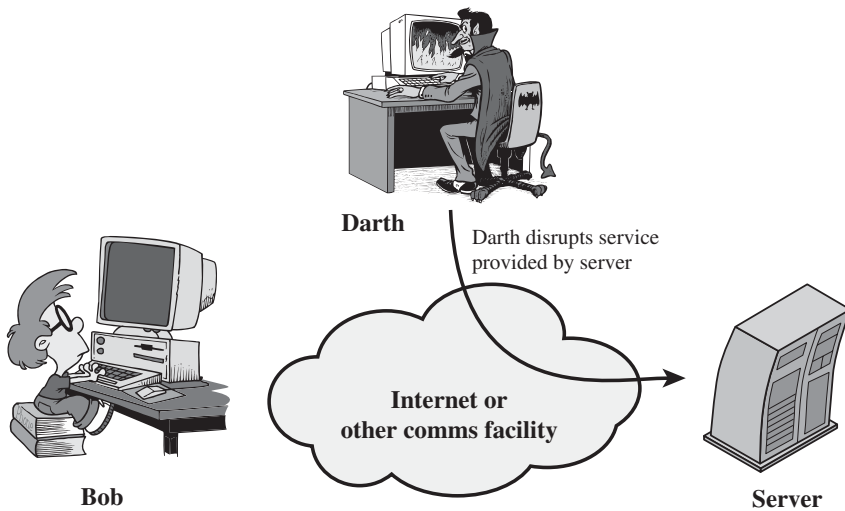 Darth
Darth disrupts service
provided by server
Internet or
other comms facility
Bob
Server